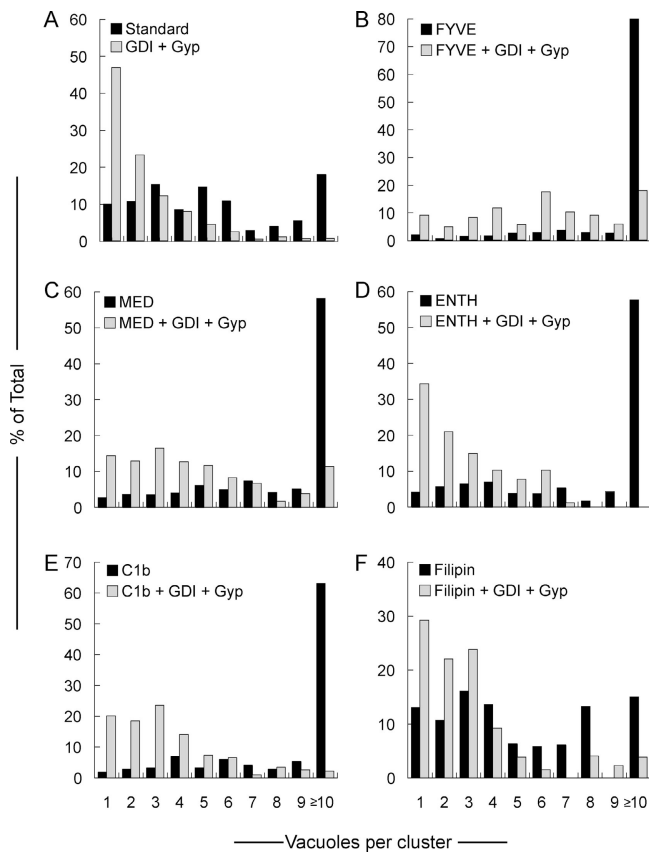 A
60
50
40
30
20
10
0
Standard
GDI + Gyp
B
80
70
60
50
40
30
20
10
0
FYVE
FYVE + GDI + Gyp
C
60
50
40
30
20
10
0
MED
MED + GDI + Gyp
D
60
50
40
30
20
10
0
ENTH
ENTH + GDI + Gyp
E
70
60
50
40
30
20
10
0
C1b
C1b + GDI + Gyp
1 2 3 4 5 6 7 8 9 ≥10
F
40
30
20
10
0
Filipin
Filipin + GDI + Gyp
1 2 3 4 5 6 7 8 9 ≥10
% of Total
Vacuoles per cluster